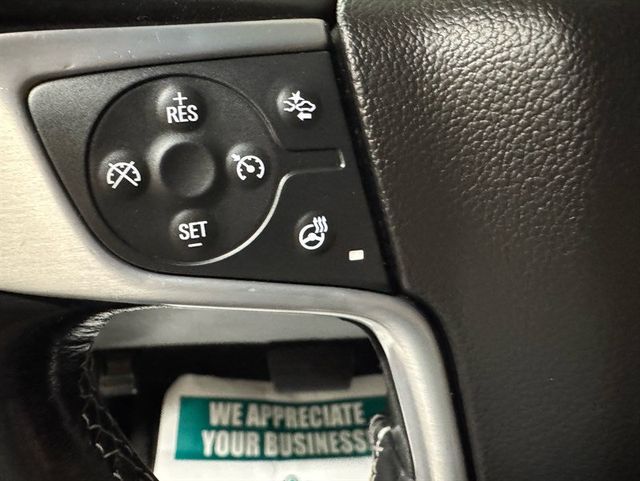 +
RES
SET
–
WE APPRECIATE
YOUR BUSINESS!